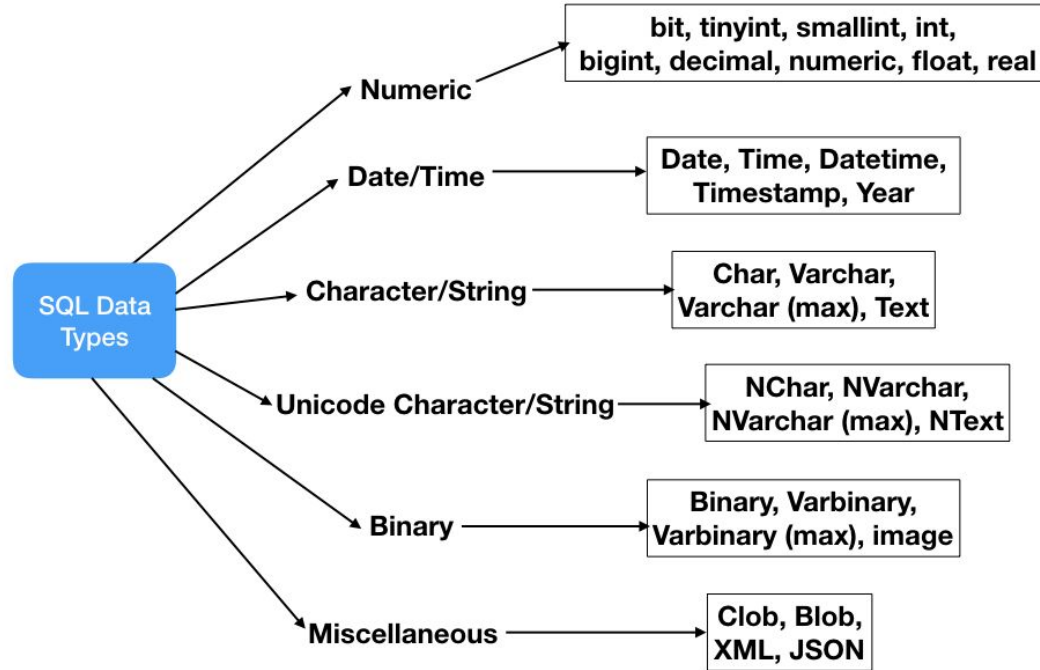 bit, tinyint, smallint, int,
bigint, decimal, numeric, float, real
Numeric
Date/Time
Date, Time, Datetime,
Timestamp, Year
SQL Data
Types
Character/String
Char, Varchar,
Varchar (max), Text
Unicode Character/String
NChar, NVarchar,
NVarchar (max), NText
Binary
Binary, Varbinary,
Varbinary (max), image
Miscellaneous
Clob, Blob,
XML, JSON